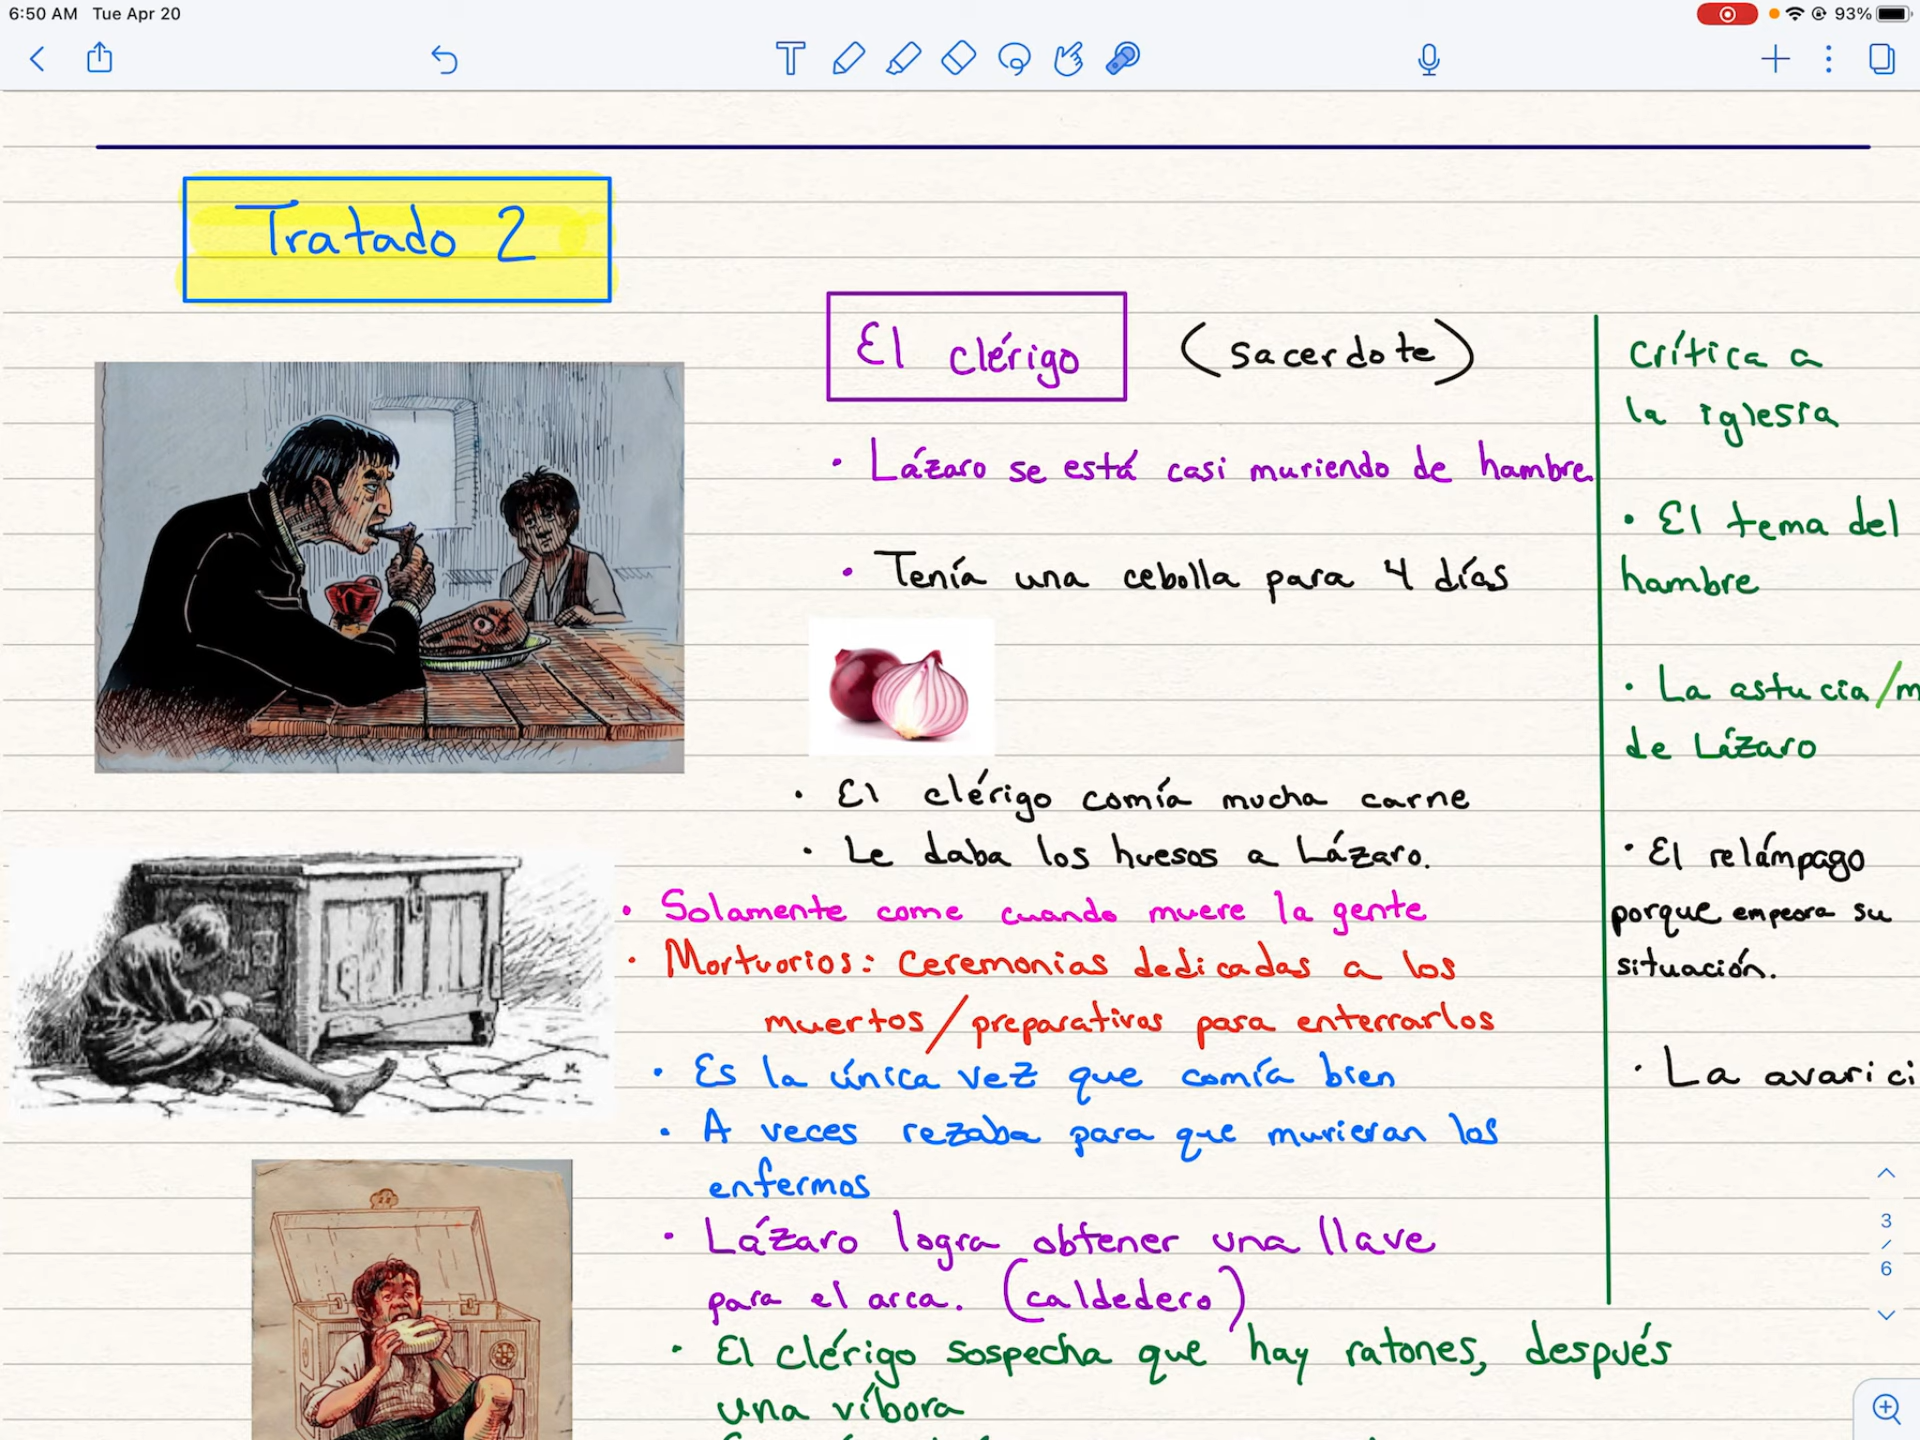 6:50 AM Tue Apr 20
93%
Tratado 2
El clérigo (sacerdote)
• Lázaro se está casi muriendo de hambre.
• Tenía una cebolla para 4 días
• El clérigo comía mucha carne
• Le daba los huesos a Lázaro.
• Solamente come cuando muere la gente
• Mortuorios: Ceremonias dedicadas a los
muertos/preparativos para enterrarlos
• Es la única vez que comía bien
• A veces rezaba para que murieran los
enfermos
• Lázaro logra obtener una llave
para el arca. (caldedero)
• El clérigo sospecha que hay ratones, después
una víbora
crítica a
la iglesia
• El tema del
hambre
• La astucia/m
de Lázaro
• El relámpago
porque empeora su
situación.
• La avarici
3
/
6